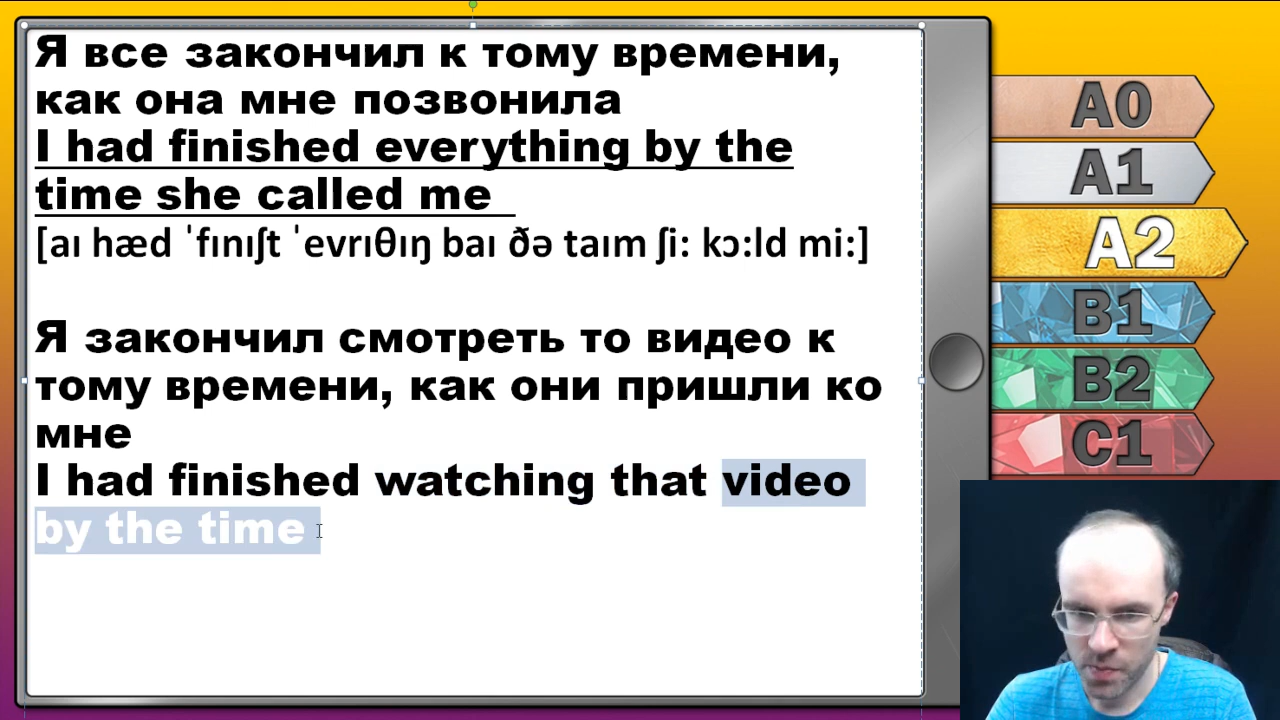 Я все закончил к тому времени,
как она мне позвонила
I had finished everything by the
time she called me
[aɪ hæd ˈfɪnɪʃt ˈevrɪθɪŋ baɪ ðə taɪm ʃi: kɔ:ld mi:]
Я закончил смотреть то видео к
тому времени, как они пришли ко
мне
I had finished watching that video
by the time
A0
A1
A2
B1
B2
C1